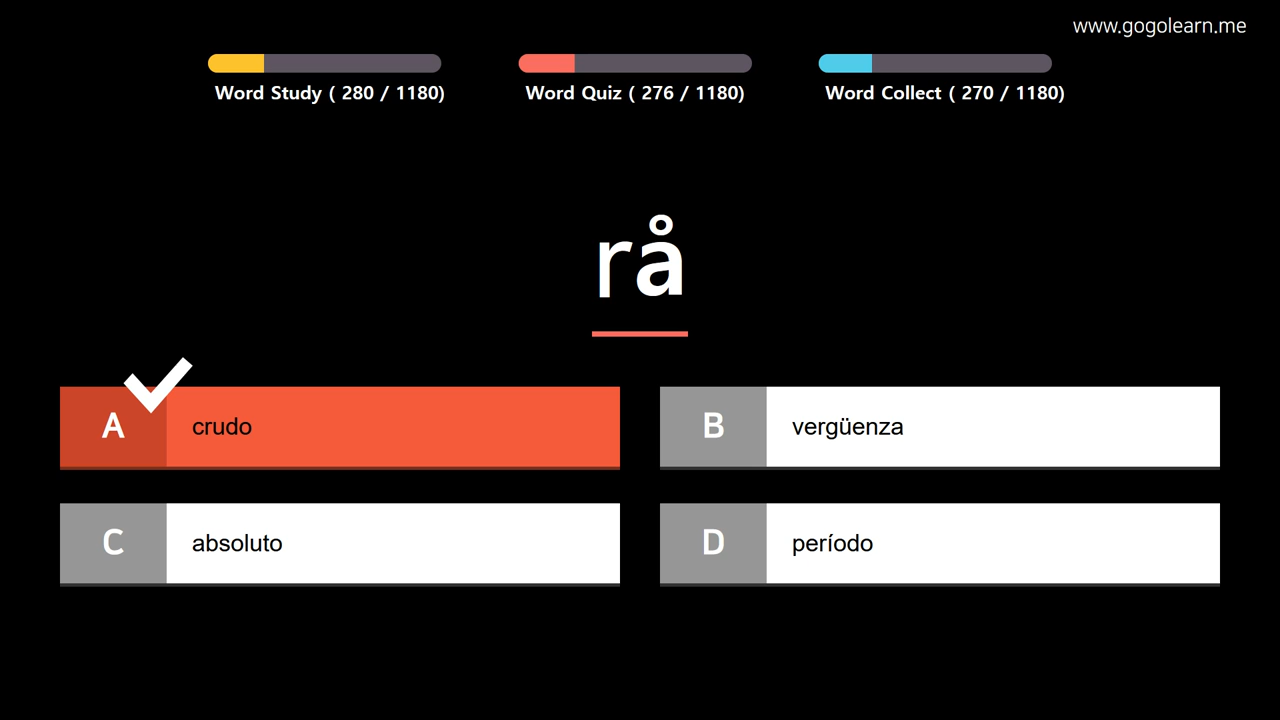 www.gogolearn.me
Word Study ( 280 / 1180)
Word Quiz ( 276 / 1180)
Word Collect ( 270 / 1180)
rå
A crudo
B vergüenza
C absoluto
D período